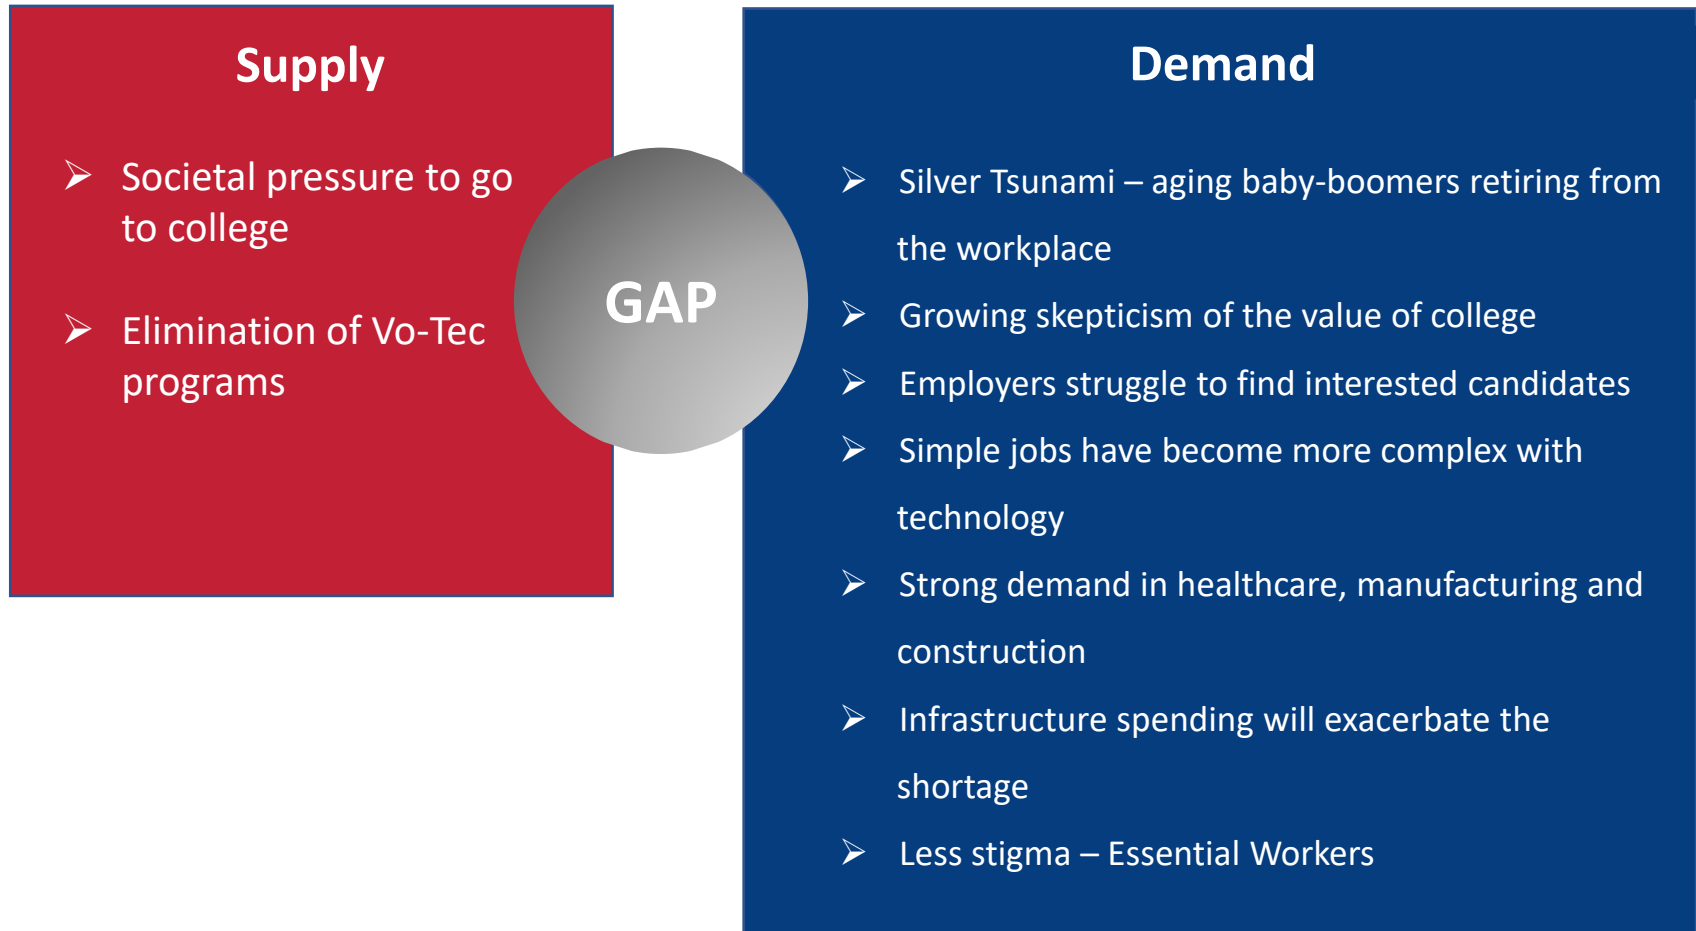 Supply
➢ Societal pressure to go
to college
➢ Elimination of Vo-Tec
programs
GAP
Demand
➢ Silver Tsunami – aging baby-boomers retiring from
the workplace
➢ Growing skepticism of the value of college
➢ Employers struggle to find interested candidates
➢ Simple jobs have become more complex with
technology
➢ Strong demand in healthcare, manufacturing and
construction
➢ Infrastructure spending will exacerbate the
shortage
➢ Less stigma – Essential Workers